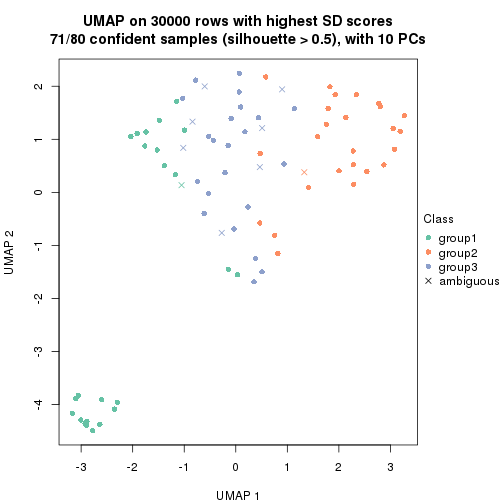 UMAP on 30000 rows with highest SD scores
71/80 confident samples (silhouette > 0.5), with 10 PCs
2
1
0
-1
-2
-3
-4
UMAP 2
-3
-2
-1
0
1
2
3
UMAP 1
Class
group1
group2
group3
ambiguous